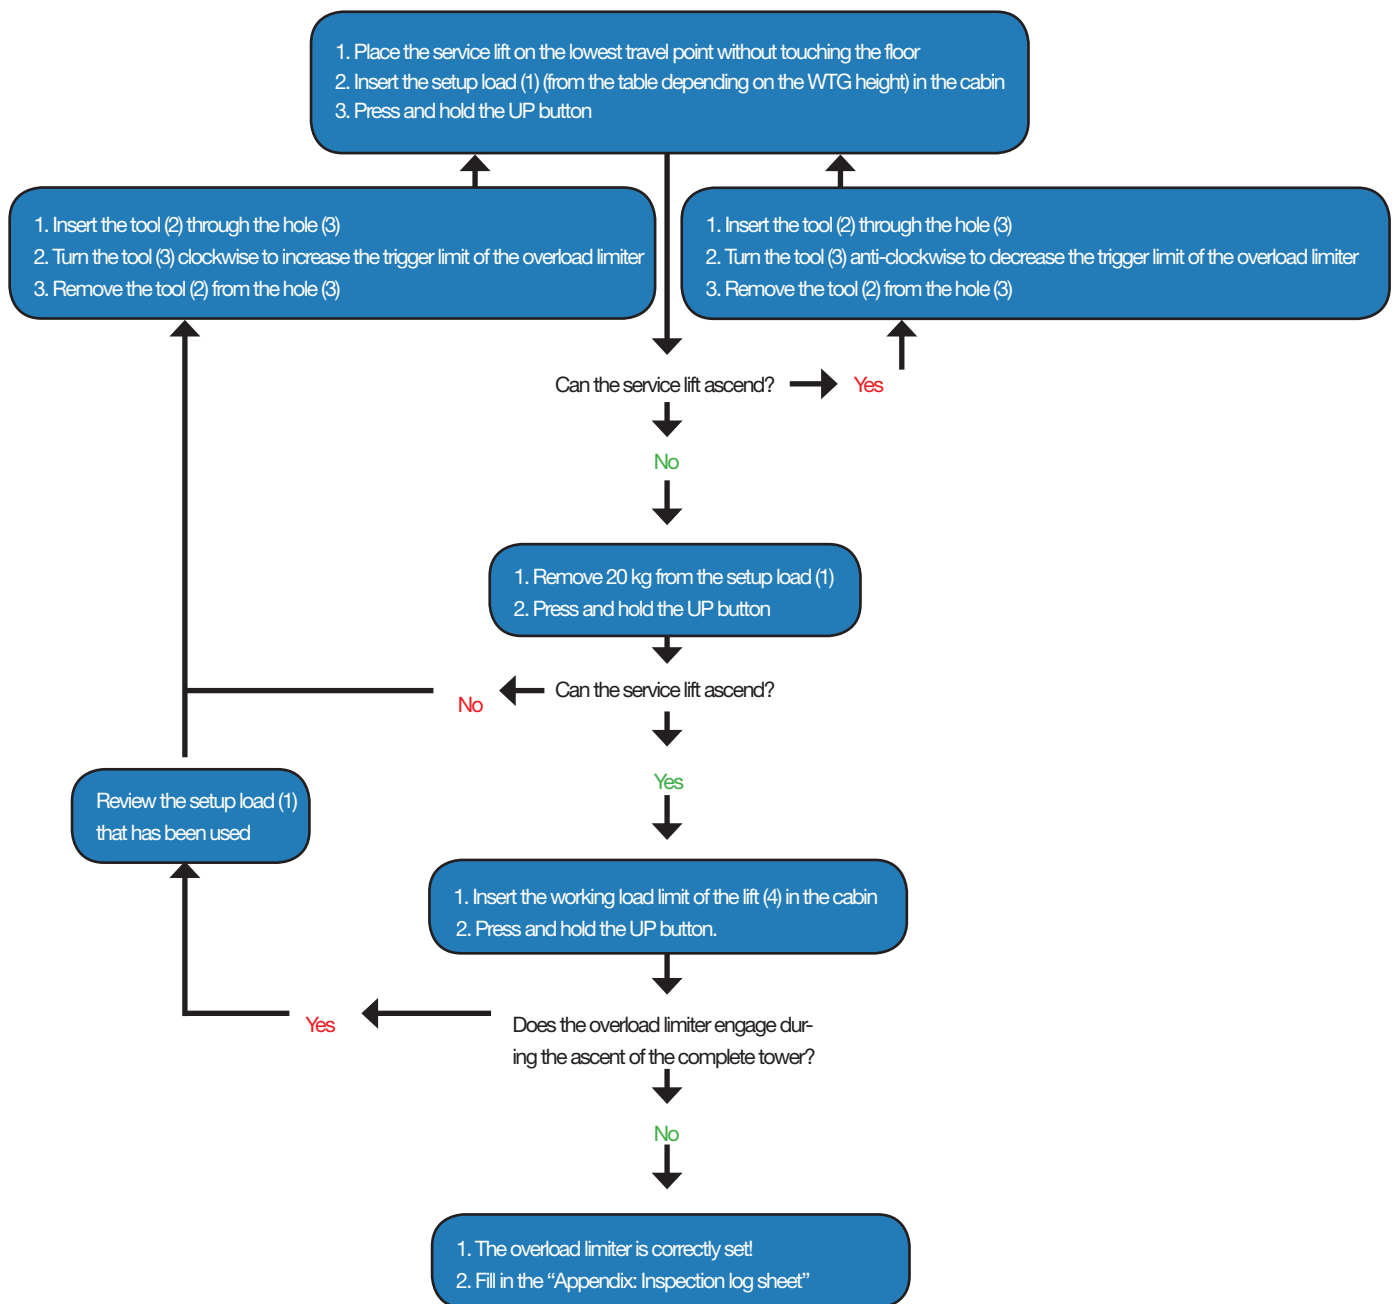 1. Place the service lift on the lowest travel point without touching the floor
2. Insert the setup load (1) (from the table depending on the WTG height) in the cabin
3. Press and hold the UP button
1. Insert the tool (2) through the hole (3)
2. Turn the tool (3) clockwise to increase the trigger limit of the overload limiter
3. Remove the tool (2) from the hole (3)
1. Insert the tool (2) through the hole (3)
2. Turn the tool (3) anti-clockwise to decrease the trigger limit of the overload limiter
3. Remove the tool (2) from the hole (3)
Can the service lift ascend?
Yes
No
1. Remove 20 kg from the setup load (1)
2. Press and hold the UP button
Can the service lift ascend?
No
Yes
Review the setup load (1)
that has been used
1. Insert the working load limit of the lift (4) in the cabin
2. Press and hold the UP button.
Does the overload limiter engage dur-
ing the ascent of the complete tower?
Yes
No
1. The overload limiter is correctly set!
2. Fill in the “Appendix: Inspection log sheet”